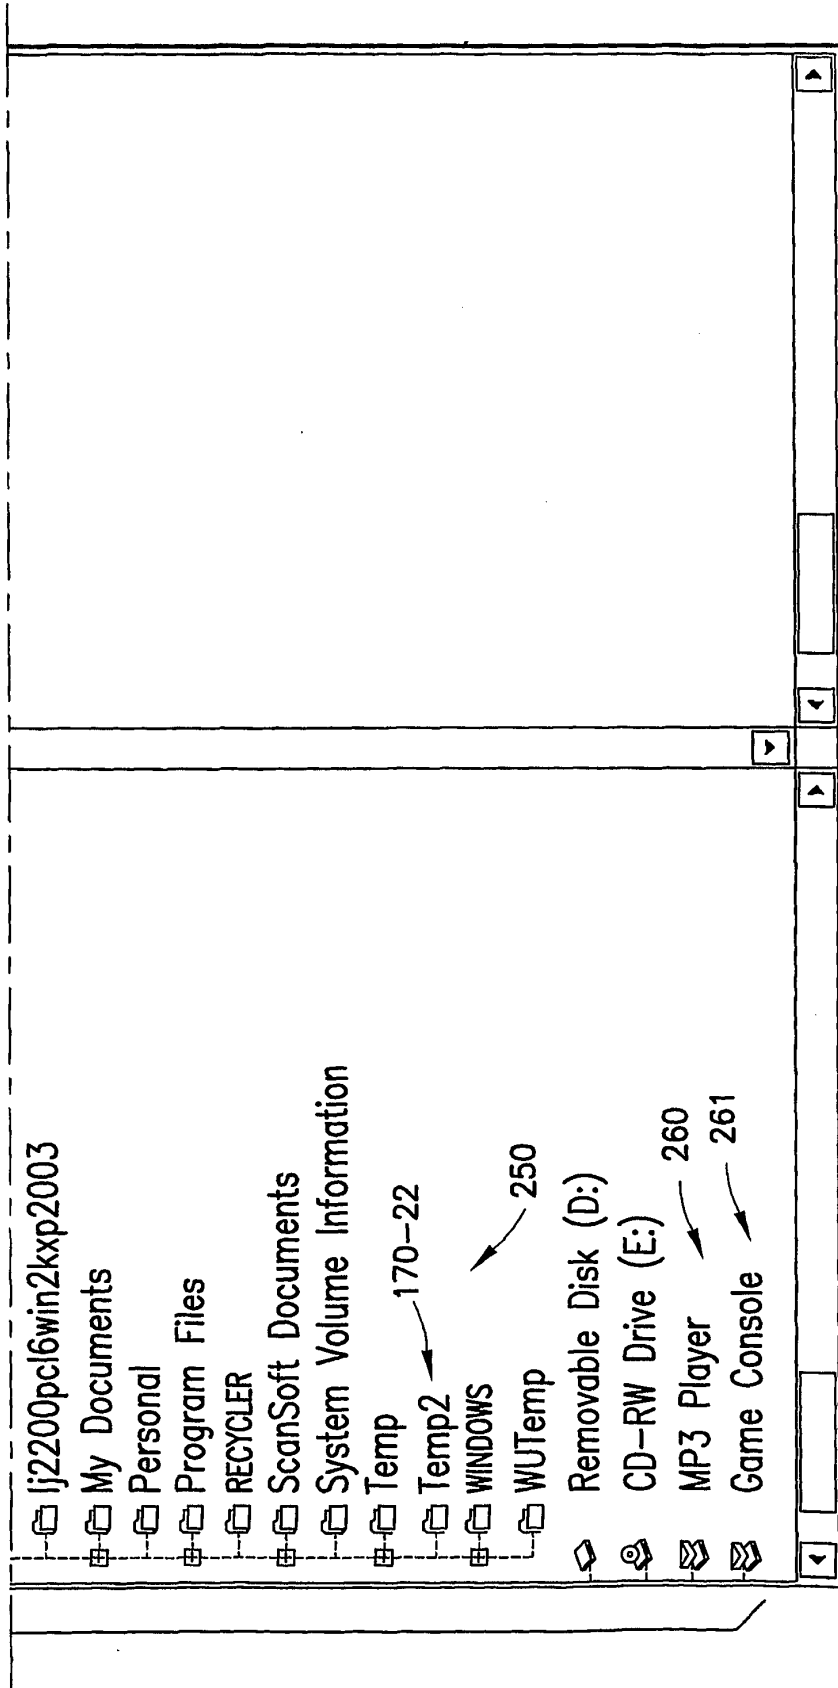 lj2200pcl6win2kxp2003
My Documents
Personal
Program Files
RECYCLER
ScanSoft Documents
System Volume Information
Temp
Temp2 170-22
WINDOWS
250
WUTemp
Removable Disk (D:)
CD-RW Drive (E:)
MP3 Player 260
Game Console 261